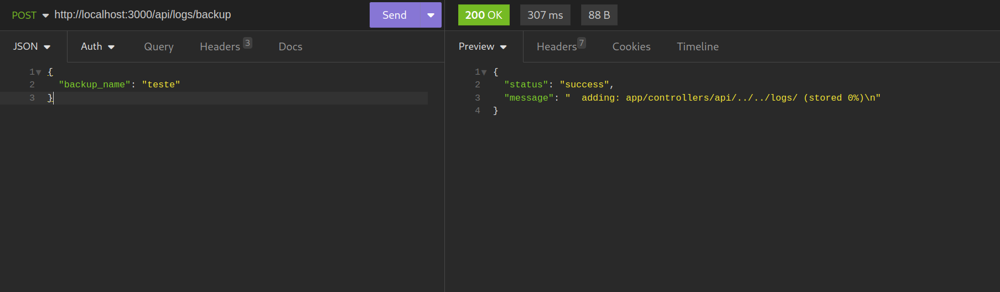 POST http://localhost:3000/api/logs/backup Send 200 OK 307 ms 88 B
JSON Auth Query Headers 3 Docs Preview Headers 7 Cookies Timeline
1 {
2 "backup_name": "teste"
3 }
1 {
2 "status": "success",
3 "message": "  adding: app/controllers/api/../../logs/ (stored 0%)\n"
4 }